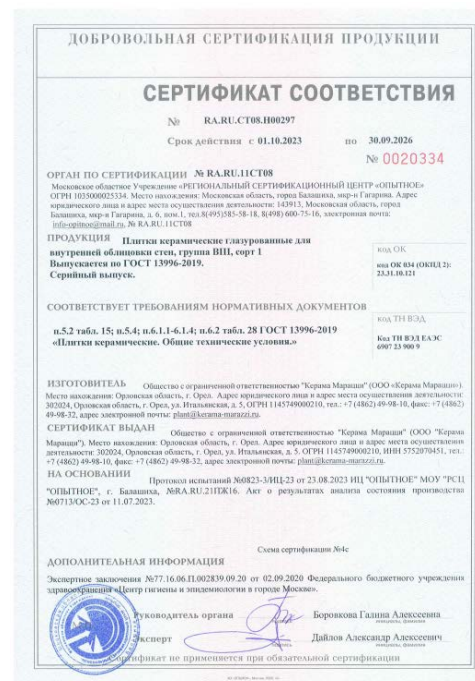 ДОБРОВОЛЬНАЯ СЕРТИФИКАЦИЯ ПРОДУКЦИИ
СЕРТИФИКАТ СООТВЕТСТВИЯ
№ RA.RU.СТ08.Н00297
Срок действия с 01.10.2023 по 30.09.2026
№ 0020334
ОРГАН ПО СЕРТИФИКАЦИИ № RA.RU.11СТ08
Московское областное Учреждение «РЕГИОНАЛЬНЫЙ СЕРТИФИКАЦИОННЫЙ ЦЕНТР «ОПЫТНОЕ»
ОГРН 1035000025334. Место нахождения: Московская область, город Балашиха, мкр-н Гагарина. Адрес
юридического лица и адрес места осуществления деятельности: 143913, Московская область, город
Балашиха, мкр-в Гагарина, д. 6, пом.1, тел.8(495)585-58-18, 8(498) 600-75-16, электронная почта:
info-opitnoe@mail.ru. № RA.RU.11СТ08
ПРОДУКЦИЯ Плитки керамические глазурованные для
внутренней облицовки стен, группа BIII, сорт 1
Выпускается по ГОСТ 13996-2019.
Серийный выпуск.
код ОК
код ОК 034 (ОКПД 2):
23.31.10.121
СООТВЕТСТВУЕТ ТРЕБОВАНИЯМ НОРМАТИВНЫХ ДОКУМЕНТОВ
п.5.2 табл. 15; п.5.4; п.6.1.1-6.1.4; п.6.2 табл. 28 ГОСТ 13996-2019
«Плитки керамические. Общие технические условия.»
код ТН ВЭД
Код ТН ВЭД ЕАЭС
6907 23 900 9
ИЗГОТОВИТЕЛЬ Общество с ограниченной ответственностью "Керама Марацци" (ООО «Керама Марацци»).
Место нахождения: Орловская область, г. Орел. Адрес юридического лица и адрес места осуществления деятельности:
302024, Орловская область, г. Орел, ул. Итальянская, д. 5, ОГРН 1145749000210, тел.: +7 (4862) 49-98-10, факс: +7 (4862)
49-98-32, адрес электронной почты: plant@kerama-marazzi.ru.
СЕРТИФИКАТ ВЫДАН Общество с ограниченной ответственностью "Керама
Марацци". Место нахождения: Орловская область, г. Орел. Адрес юридического лица и адрес места осуществления
деятельности: 302024, Орловская область, г. Орел, ул. Итальянская, д. 5. ОГРН 1145749000210, ИНН 5752070451, тел.:
+7 (4862) 49-98-10, факс: +7 (4862) 49-98-32, адрес электронной почты: plant@kerama-marazzi.ru.
НА ОСНОВАНИИ
Протокол испытаний №0823-3/ИЦ-23 от 23.08.2023 ИЦ "ОПЫТНОЕ" МОУ "РСЦ
"ОПЫТНОЕ", г. Балашиха, №RA.RU.21ПЖ16. Акт о результатах анализа состояния производства
№0713/ОС-23 от 11.07.2023.
Схема сертификации №4с
ДОПОЛНИТЕЛЬНАЯ ИНФОРМАЦИЯ
Экспертное заключения №77.16.06.П.002839.09.20 от 02.09.2020 Федерального бюджетного учреждения
здравоохранения «Центр гигиены и эпидемиологии в городе Москве».
Руководитель органа Боровкова Галина Алексеевна
Эксперт Дайлов Александр Алексеевич
Сертификат не применяется при обязательной сертификации